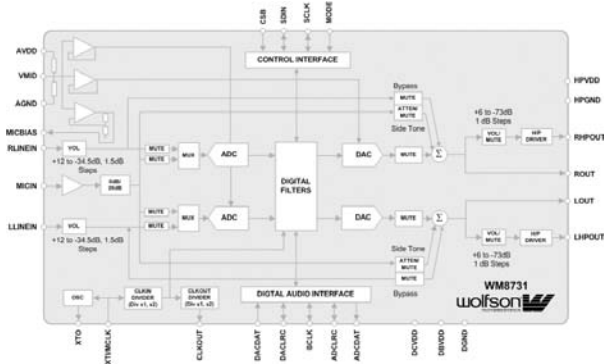 CSB
SDIN
SCLK
MODE
AVDD
VMID
AGND
MICBIAS
RLINEIN
MICIN
LLINEIN
CONTROL INTERFACE
Bypass
MUTE
ATTEN/
MUTE
Side Tone
HPVDD
HPGND
+6 to -73dB
1 dB Steps
VOL/
MUTE
H/P
DRIVER
RHPOUT
ROUT
VOL
+12 to -34.5dB, 1.5dB
Steps
MUTE
MUTE
MUX
ADC
DIGITAL
FILTERS
DAC
MUTE
Σ
MUTE
MUTE
MUX
ADC
DAC
MUTE
Σ
LOUT
LHPOUT
VOL/
MUTE
H/P
DRIVER
+6 to -73dB
1 dB Steps
VOL
+12 to -34.5dB, 1.5dB
Steps
Side Tone
ATTEN/
MUTE
MUTE
Bypass
OSC
CLKIN
DIVIDER
(Div x1, x2)
CLKOUT
DIVIDER
(Div x1, x2)
DIGTAL AUDIO INTERFACE
WM8731
wolfson
microelectronics
XTO
XTI/MCLK
CLKOUT
DACDAT
DACLRC
BCLK
ADCLRC
ADCDAT
DCVDD
DBVDD
DGND